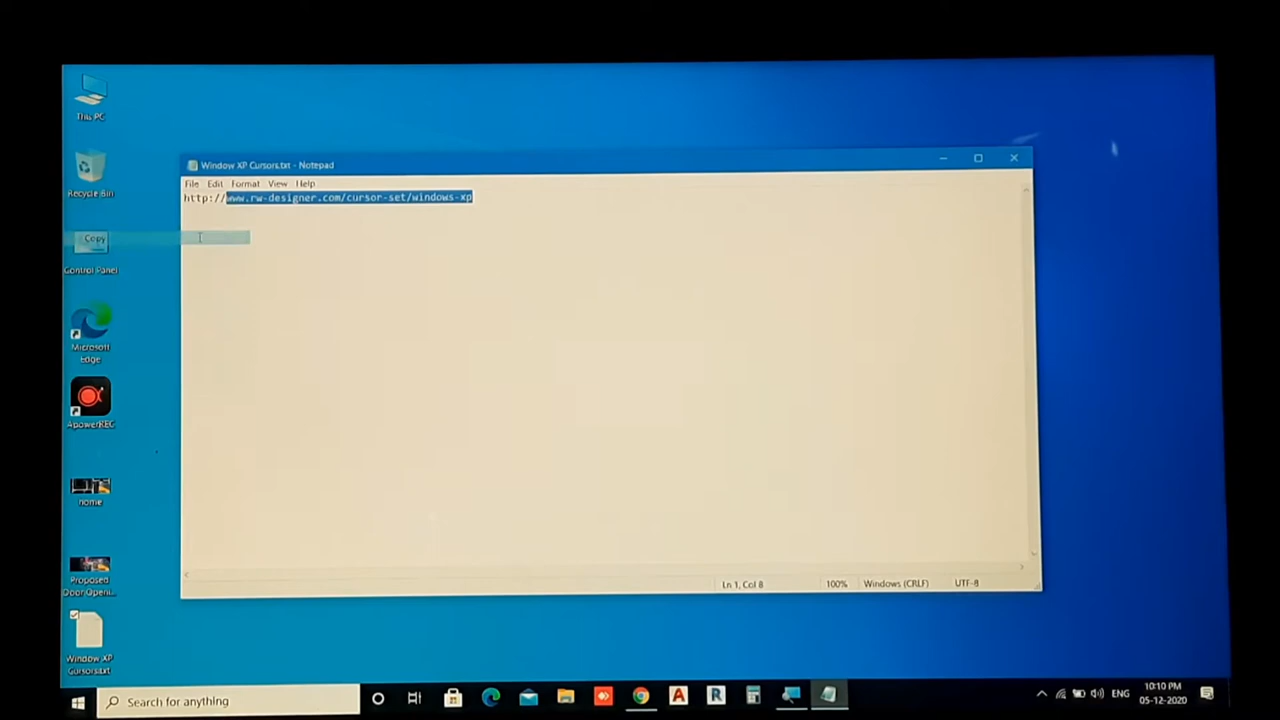 This PC
Recycle Bin
Copy
Control Panel
Microsoft
Edge
ApowerREC
home
Proposed
Door Openi...
Window XP
Cursors.txt
Window XP Cursors.txt - Notepad
File Edit Format View Help
http://www.rw-designer.com/cursor-set/windows-xp
Ln 1, Col 8 100% Windows (CRLF) UTF-8
Search for anything
A R
ENG
10:10 PM
05-12-2020